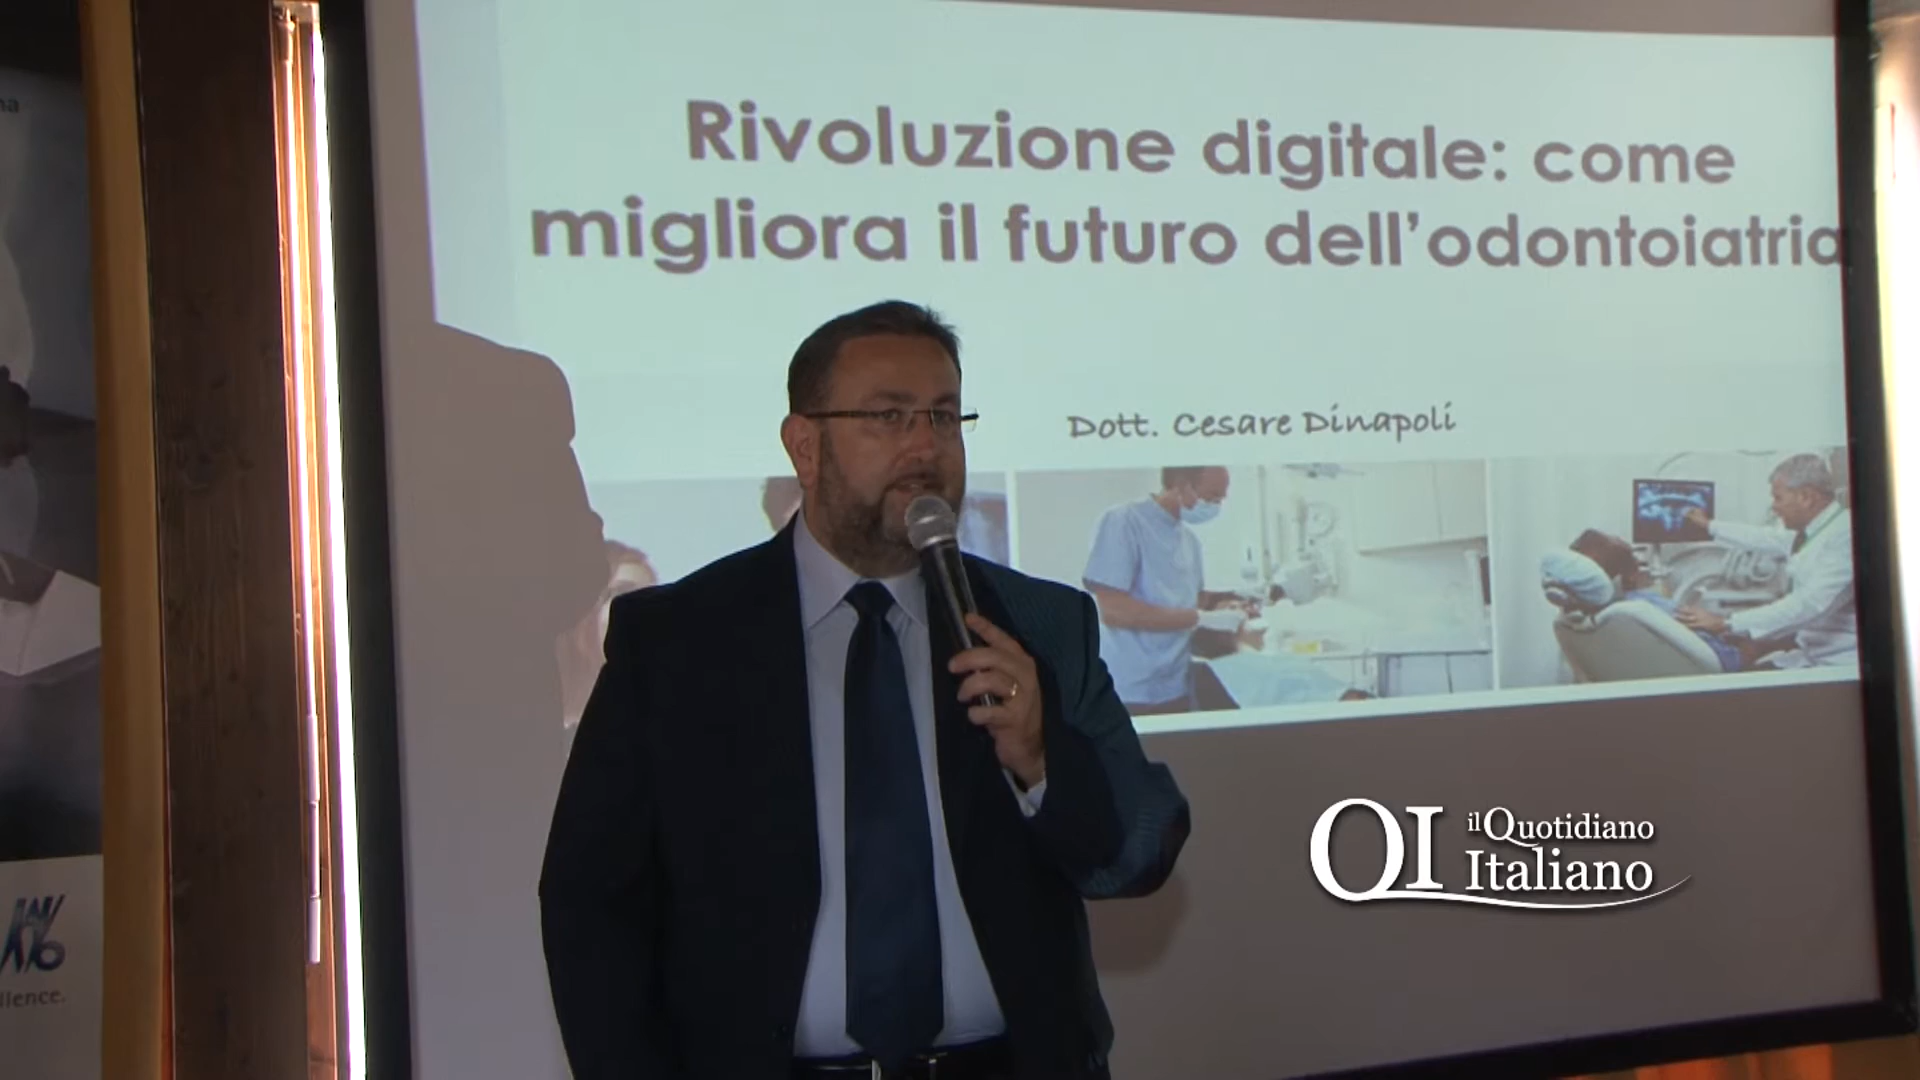 Rivoluzione digitale: come
migliora il futuro dell'odontoiatria
Dott. Cesare Dinapoli
QI
il Quotidiano
Italiano